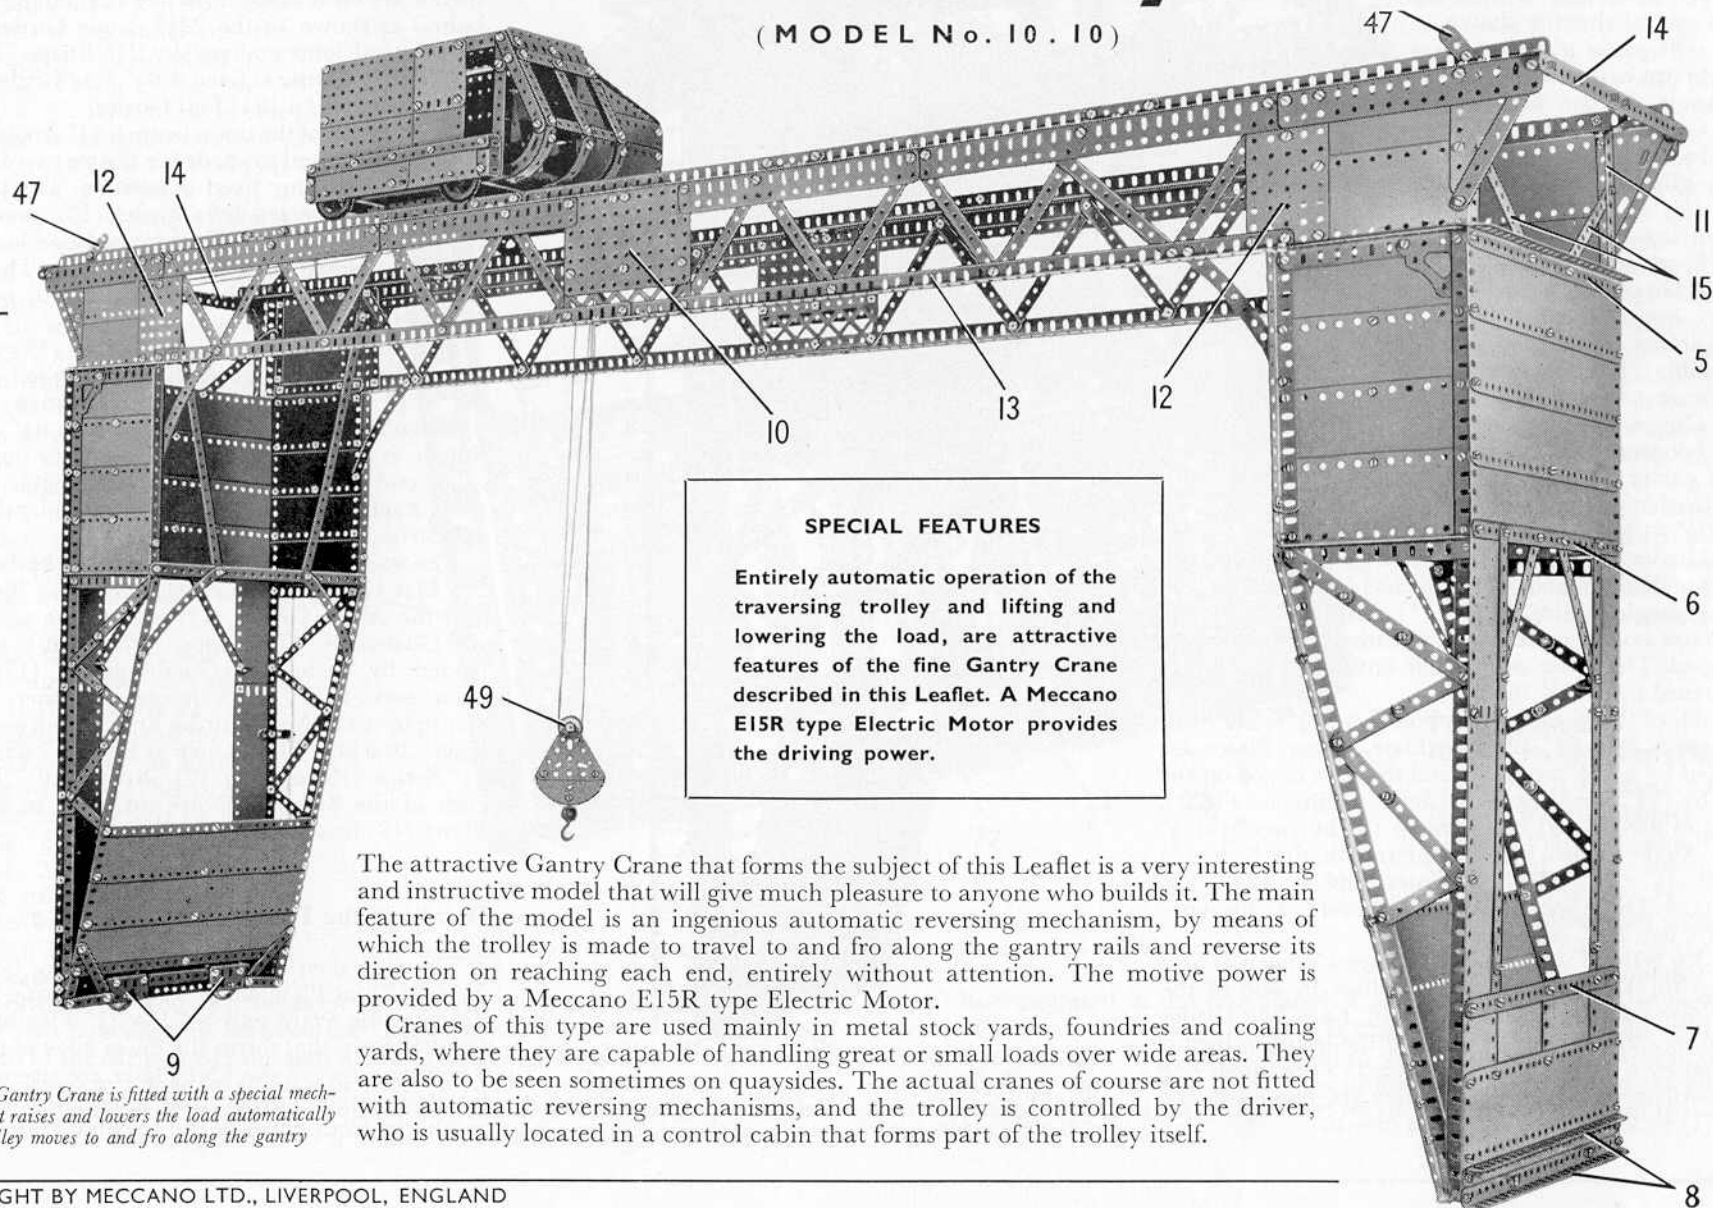 (MODEL No. 10.10)
47
14
47
12
14
11
15
5
10
13
12
SPECIAL FEATURES
Entirely automatic operation of the
traversing trolley and lifting and
lowering the load, are attractive
features of the fine Gantry Crane
described in this Leaflet. A Meccano
E15R type Electric Motor provides
the driving power.
6
49
The attractive Gantry Crane that forms the subject of this Leaflet is a very interesting
and instructive model that will give much pleasure to anyone who builds it. The main
feature of the model is an ingenious automatic reversing mechanism, by means of
which the trolley is made to travel to and fro along the gantry rails and reverse its
direction on reaching each end, entirely without attention. The motive power is
provided by a Meccano E15R type Electric Motor.
Cranes of this type are used mainly in metal stock yards, foundries and coaling
yards, where they are capable of handling great or small loads over wide areas. They
are also to be seen sometimes on quaysides. The actual cranes of course are not fitted
with automatic reversing mechanisms, and the trolley is controlled by the driver,
who is usually located in a control cabin that forms part of the trolley itself.
7
9
Gantry Crane is fitted with a special mech-
t raises and lowers the load automatically
ley moves to and fro along the gantry
8
GHT BY MECCANO LTD., LIVERPOOL, ENGLAND